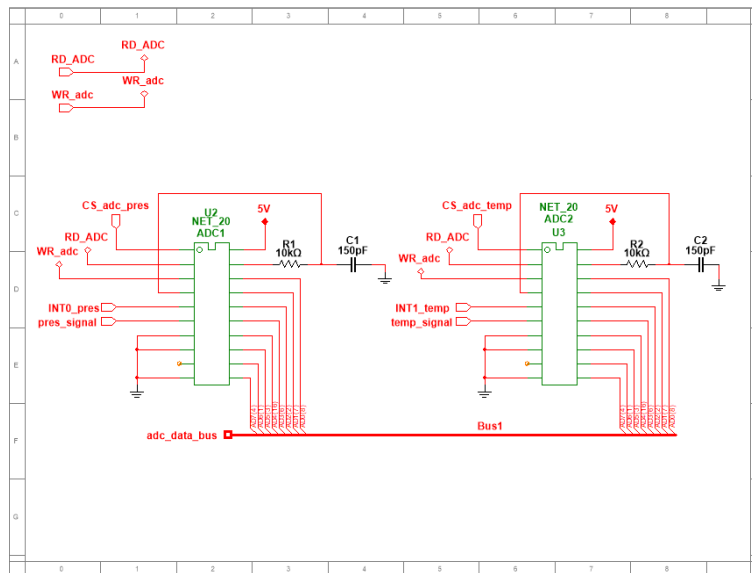 0 1 2 3 4 5 6 7 8
A
RD_ADC
RD_ADC
WR_adc
WR_adc
B
C
CS_adc_pres
U2
NET_20
ADC1
5V
RD_ADC
WR_adc
R1
10kΩ
C1
150pF
CS_adc_temp
NET_20
ADC2
U3
5V
RD_ADC
WR_adc
R2
10kΩ
C2
150pF
D
INT0_pres
pres_signal
INT1_temp
temp_signal
E
F
adc_data_bus
Bus1
G
0 1 2 3 4 5 6 7 8